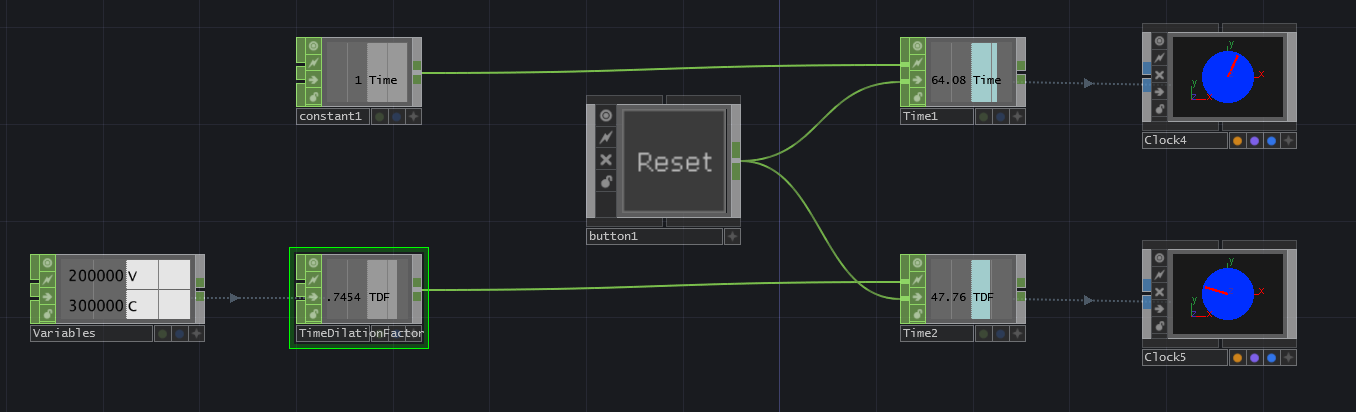 1 Time
constant1
Reset
button1
64.08 Time
Time1
y
x
y
x
Clock4
200000 V
300000 C
Variables
.7454 TDF
TimeDilationFactor
47.76 TDF
Time2
y
x
y
x
Clock5